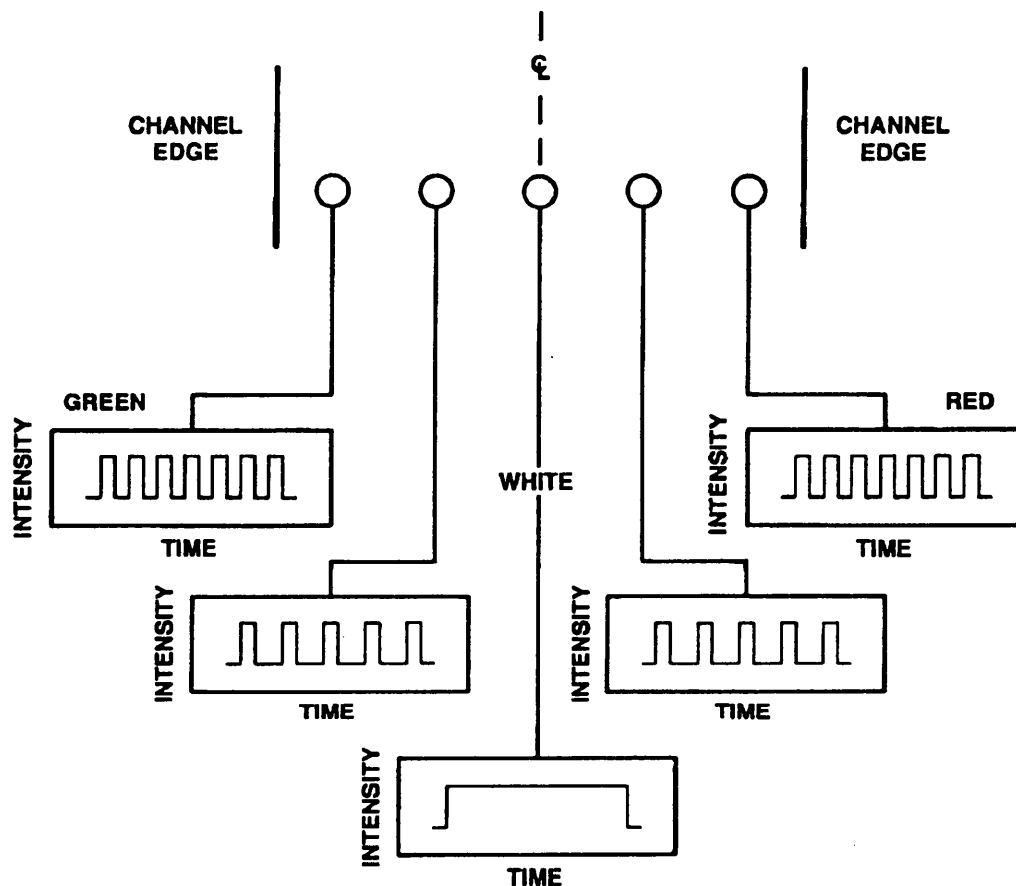 ℄
CHANNEL
EDGE
CHANNEL
EDGE
GREEN
RED
INTENSITY
TIME
WHITE
INTENSITY
TIME
INTENSITY
TIME
INTENSITY
TIME
INTENSITY
TIME